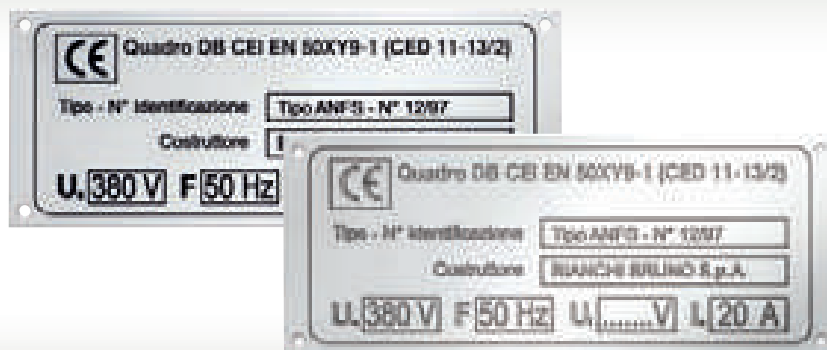 CE Quadro DB CEI EN 50XY9-1 (CED 11-13/2)
Tipo - N° Identificazione Tipo ANFS - N° 12/97
Costruttore
U. 380 V F 50 Hz
CE Quadro DB CEI EN 50XY9-1 (CED 11-13/2)
Tipo - N° Identificazione Tipo ANFS - N° 12/97
Costruttore BIANCHI BRUNO S.p.A.
U. 380 V F 50 Hz U. ........V I. 20 A